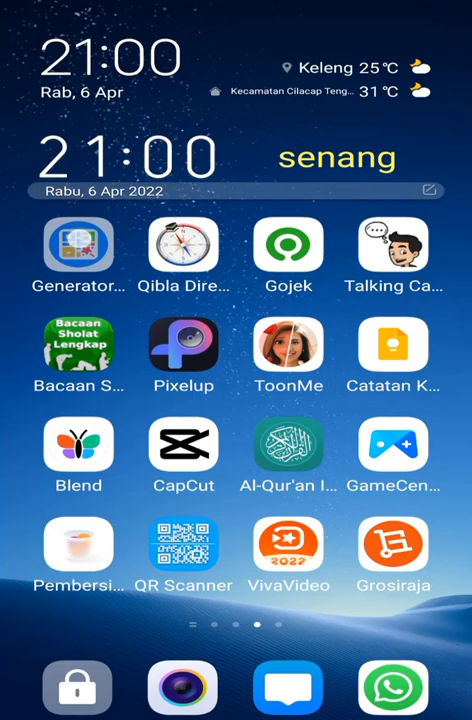 21:00
Keleng 25°C
Rab, 6 Apr
Kecamatan Cilacap Teng... 31°C
21:00
senang
Rabu, 6 Apr 2022
Generator... Qibla Dire... Gojek Talking Ca...
Bacaan
Sholat
Lengkap
Bacaan S... Pixelup ToonMe Catatan K...
Blend CapCut Al-Qur'an I... GameCen...
2022
Pembersi... QR Scanner VivaVideo Grosiraja